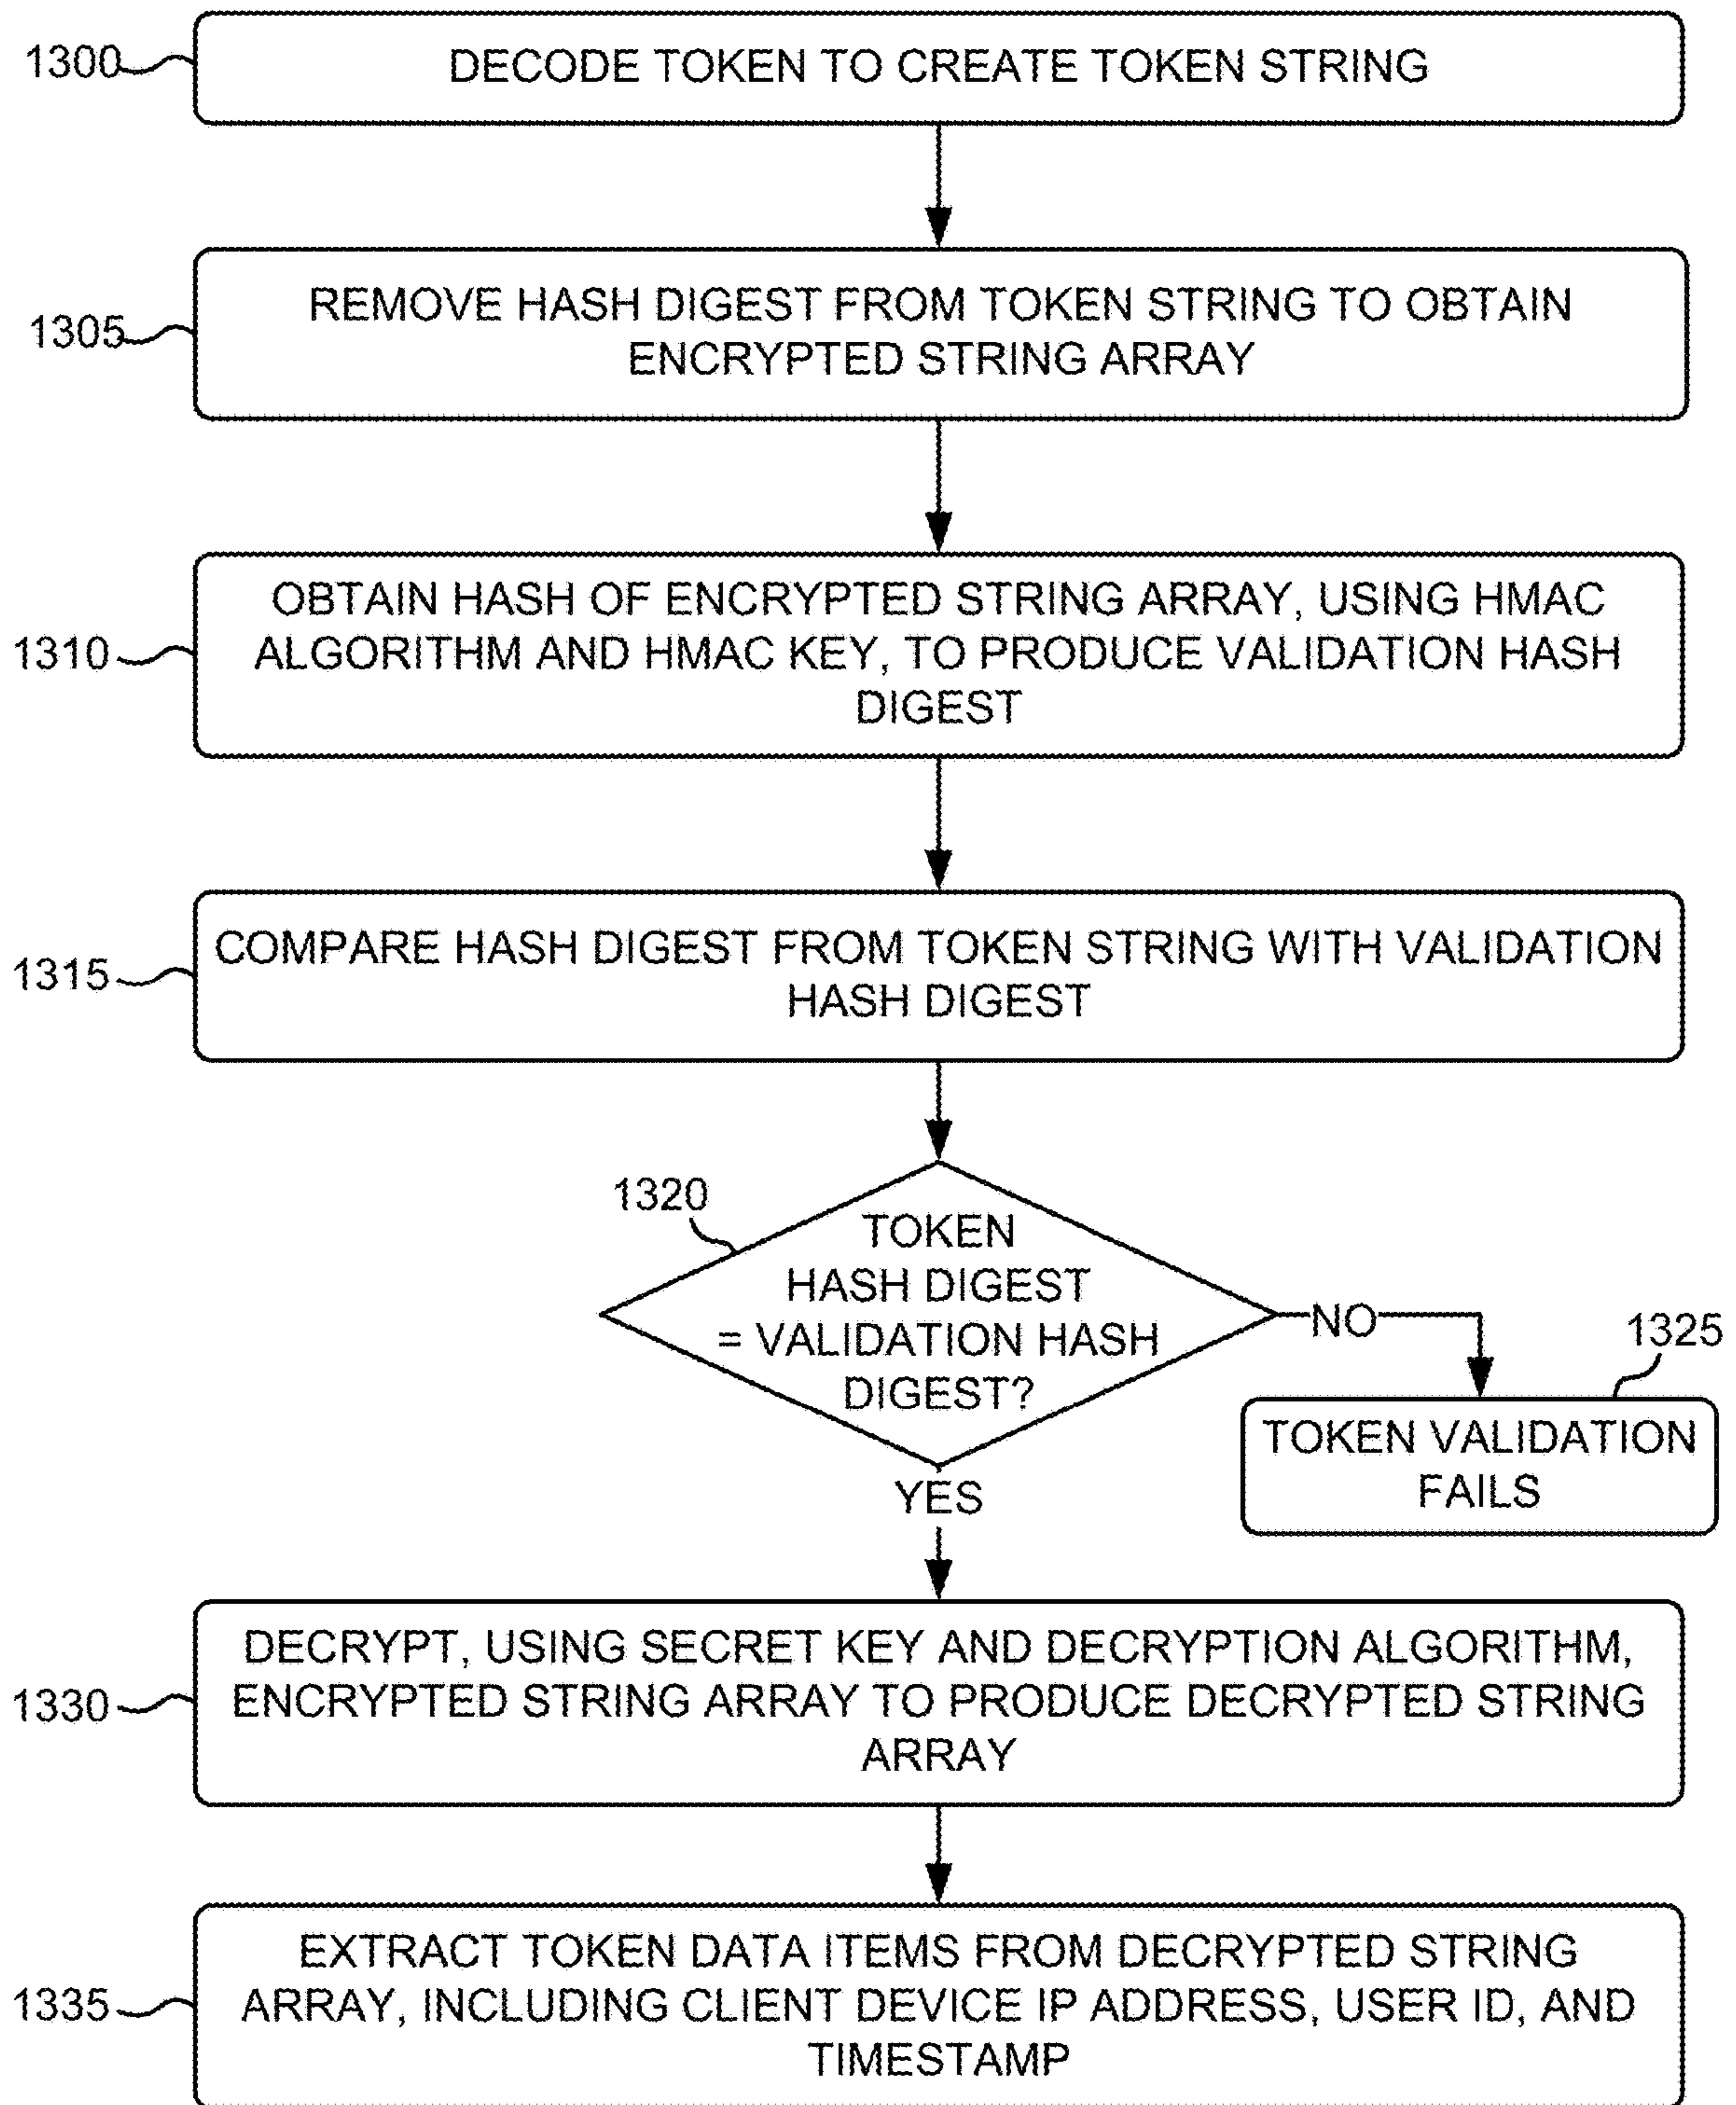 1300
DECODE TOKEN TO CREATE TOKEN STRING
1305
REMOVE HASH DIGEST FROM TOKEN STRING TO OBTAIN
ENCRYPTED STRING ARRAY
1310
OBTAIN HASH OF ENCRYPTED STRING ARRAY, USING HMAC
ALGORITHM AND HMAC KEY, TO PRODUCE VALIDATION HASH
DIGEST
1315
COMPARE HASH DIGEST FROM TOKEN STRING WITH VALIDATION
HASH DIGEST
1320
TOKEN
HASH DIGEST
= VALIDATION HASH
DIGEST?
NO
1325
TOKEN VALIDATION
FAILS
YES
1330
DECRYPT, USING SECRET KEY AND DECRYPTION ALGORITHM,
ENCRYPTED STRING ARRAY TO PRODUCE DECRYPTED STRING
ARRAY
1335
EXTRACT TOKEN DATA ITEMS FROM DECRYPTED STRING
ARRAY, INCLUDING CLIENT DEVICE IP ADDRESS, USER ID, AND
TIMESTAMP